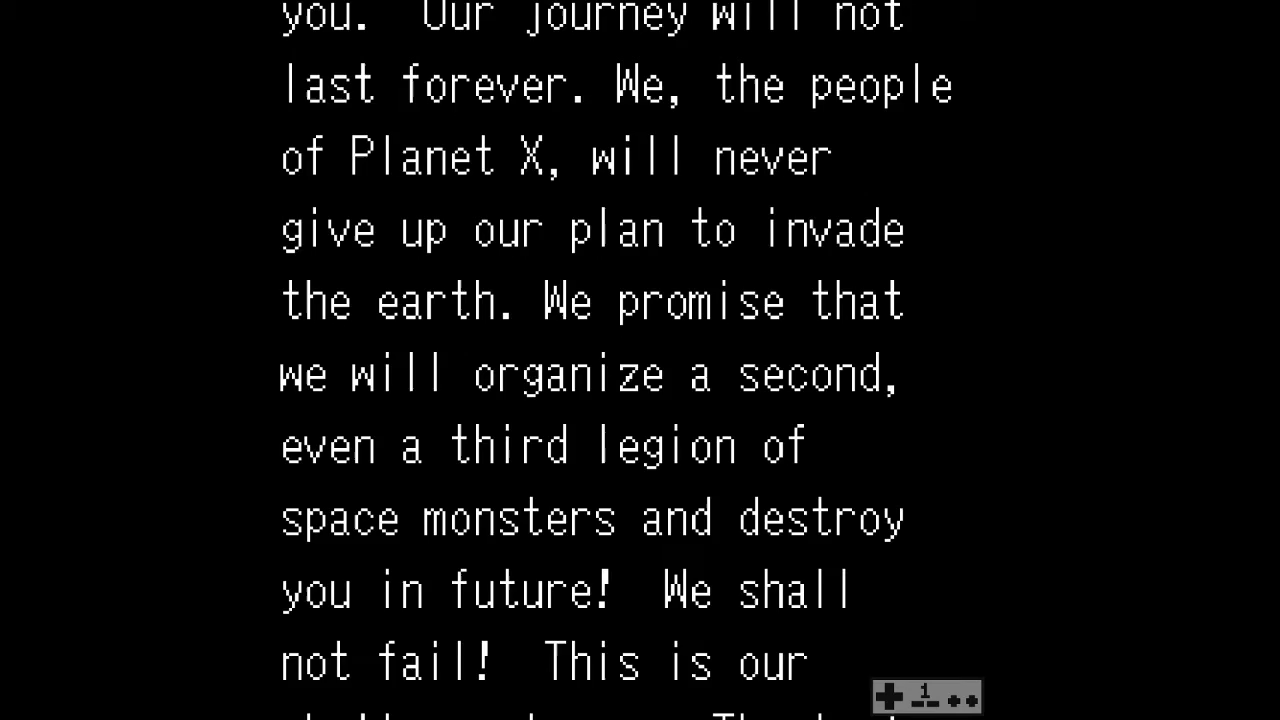 you.  Our journey will not
last forever. We, the people
of Planet X, will never
give up our plan to invade
the earth. We promise that
we will organize a second,
even a third legion of
space monsters and destroy
you in future!  We shall
not fail!  This is our
1